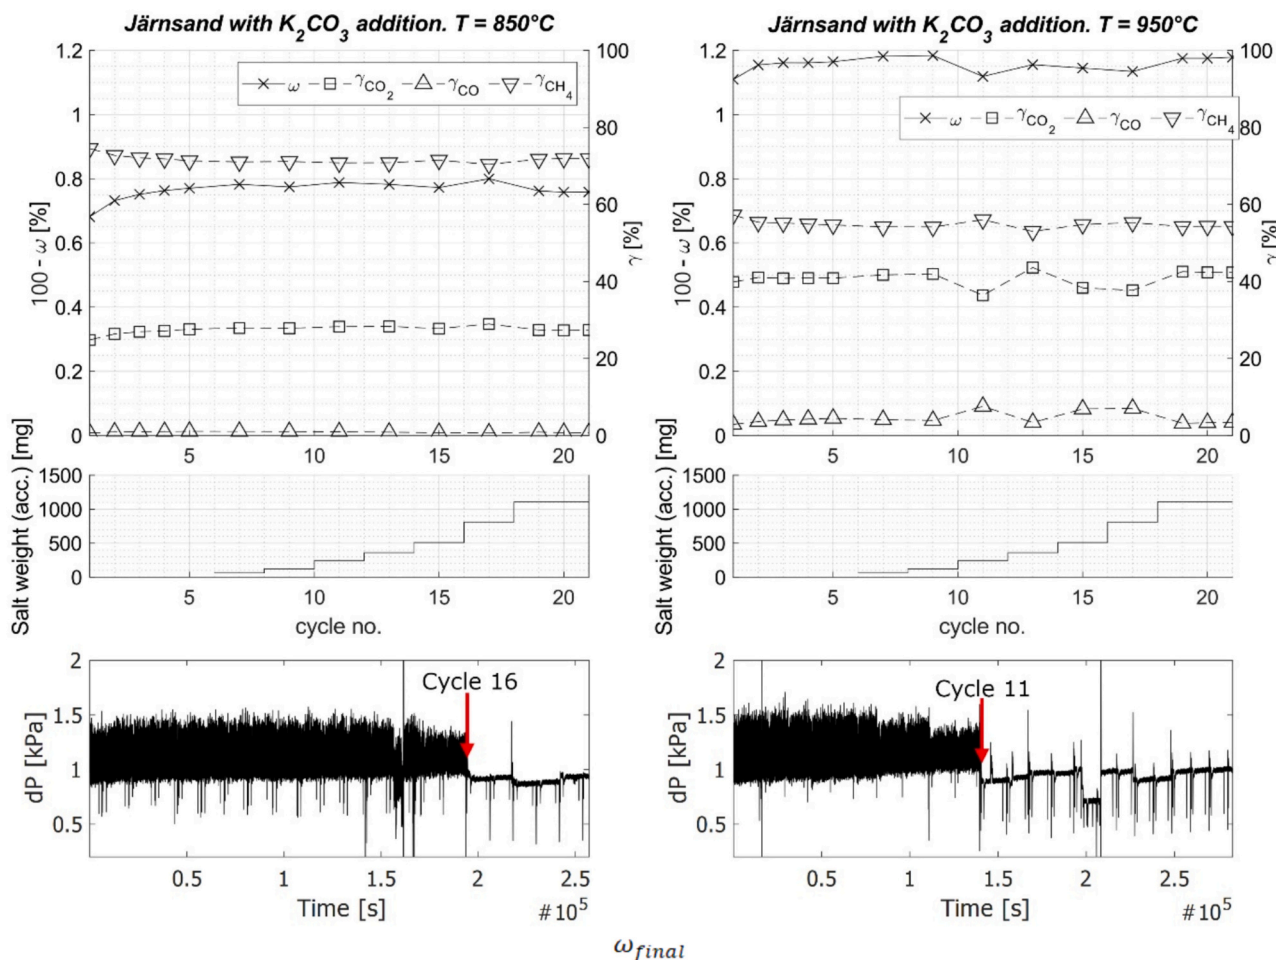 Järnsand with K₂CO₃ addition. T = 850°C
1.2
1
0.8
0.6
0.4
0.2
0
100 - ω [%]
100
80
60
40
20
0
γ [%]
ω γCO₂ γCO γCH₄
5 10 15 20
Salt weight (acc.) [mg]
1500
1000
500
0
5 10 15 20
cycle no.
2
1.5
1
0.5
dP [kPa]
Cycle 16
0.5 1 1.5 2 2.5
Time [s]
#10⁵
Järnsand with K₂CO₃ addition. T = 950°C
1.2
1
0.8
0.6
0.4
0.2
0
100 - ω [%]
100
80
60
40
20
0
γ [%]
ω γCO₂ γCO γCH₄
5 10 15 20
Salt weight (acc.) [mg]
1500
1000
500
0
5 10 15 20
cycle no.
2
1.5
1
0.5
dP [kPa]
Cycle 11
0.5 1 1.5 2 2.5
Time [s]
#10⁵
ωfinal